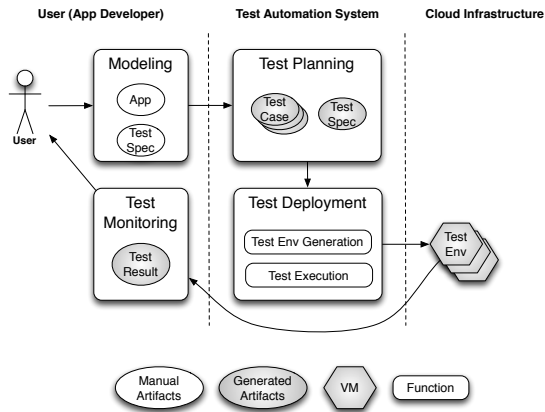 User (App Developer)
Test Automation System
Cloud Infrastructure
Modeling
App
Test
Spec
User
Test Planning
Test
Case
Test
Spec
Test
Monitoring
Test
Result
Test Deployment
Test Env Generation
Test Execution
Test
Env
Manual
Artifacts
Generated
Artifacts
VM
Function